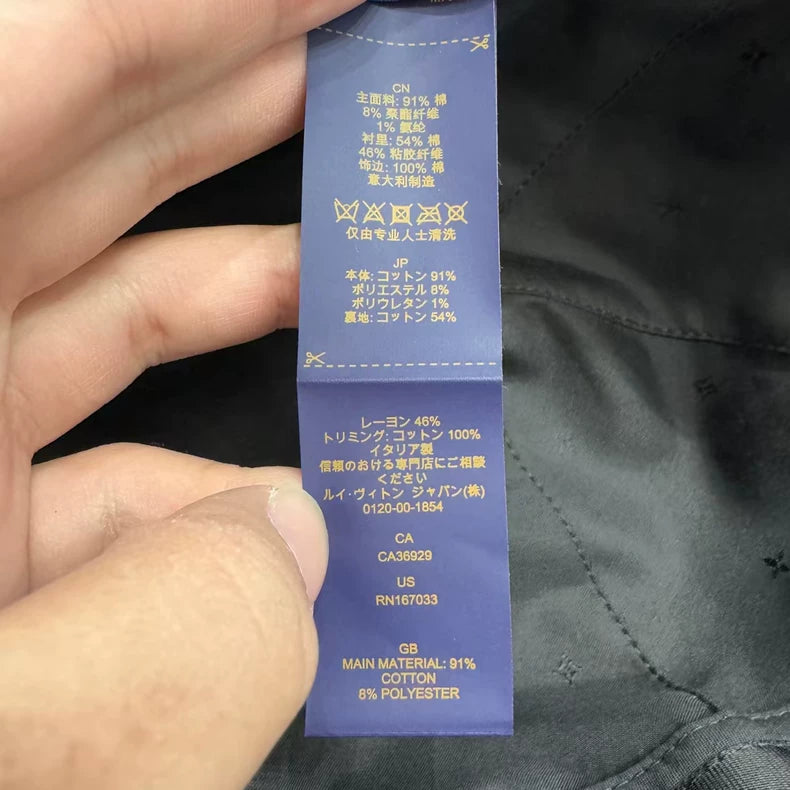 CN
主面料: 91% 棉
8% 聚酯纤维
1% 氨纶
衬里: 54% 棉
46% 粘胶纤维
饰边: 100% 棉
意大利制造
仅由专业人士清洗
JP
本体: コットン 91%
ポリエステル 8%
ポリウレタン 1%
裏地: コットン 54%
レーヨン 46%
トリミング: コットン 100%
イタリア製
信頼のおける専門店にご相談
ください
ルイ・ヴィトン ジャパン(株)
0120-00-1854
CA
CA36929
US
RN167033
GB
MAIN MATERIAL: 91%
COTTON
8% POLYESTER